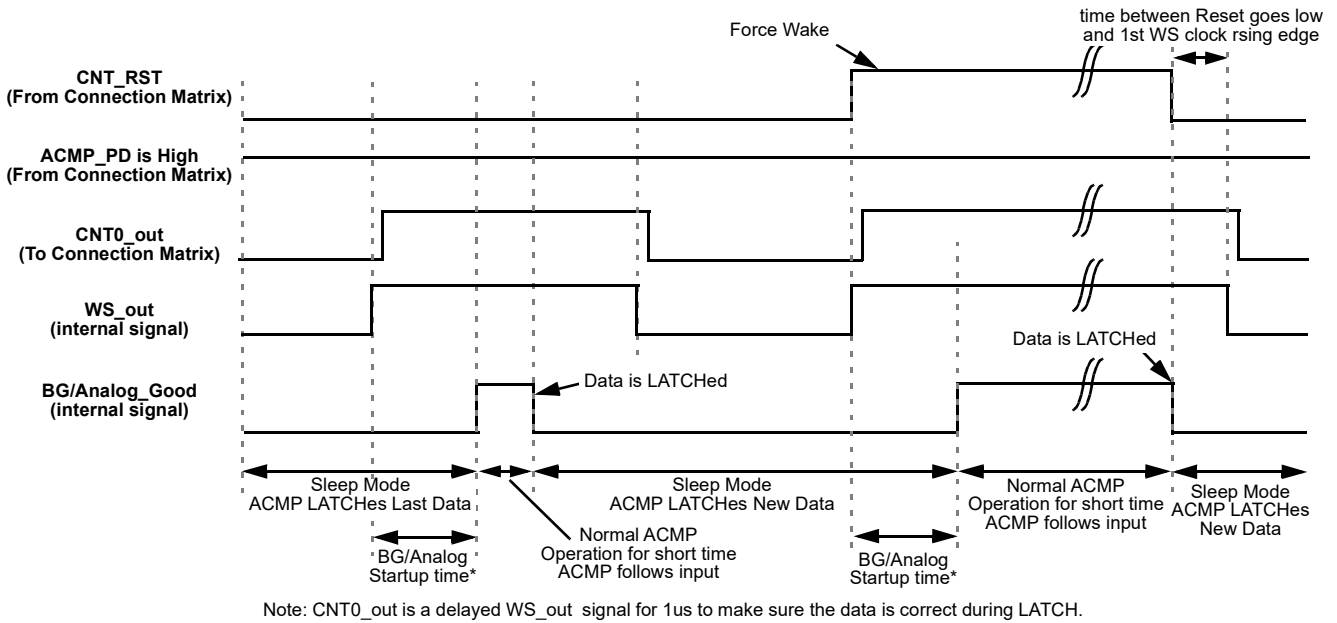 time between Reset goes low
and 1st WS clock rsing edge
Force Wake
CNT_RST
(From Connection Matrix)
ACMP_PD is High
(From Connection Matrix)
CNT0_out
(To Connection Matrix)
WS_out
(internal signal)
Data is LATCHed
BG/Analog_Good
(internal signal)
Data is LATCHed
Sleep Mode
ACMP LATCHes Last Data
Sleep Mode
ACMP LATCHes New Data
Normal ACMP
Operation for short time
ACMP follows input
Sleep Mode
ACMP LATCHes
New Data
Normal ACMP
Operation for short time
ACMP follows input
BG/Analog
Startup time*
BG/Analog
Startup time*
Note: CNT0_out is a delayed WS_out signal for 1us to make sure the data is correct during LATCH.